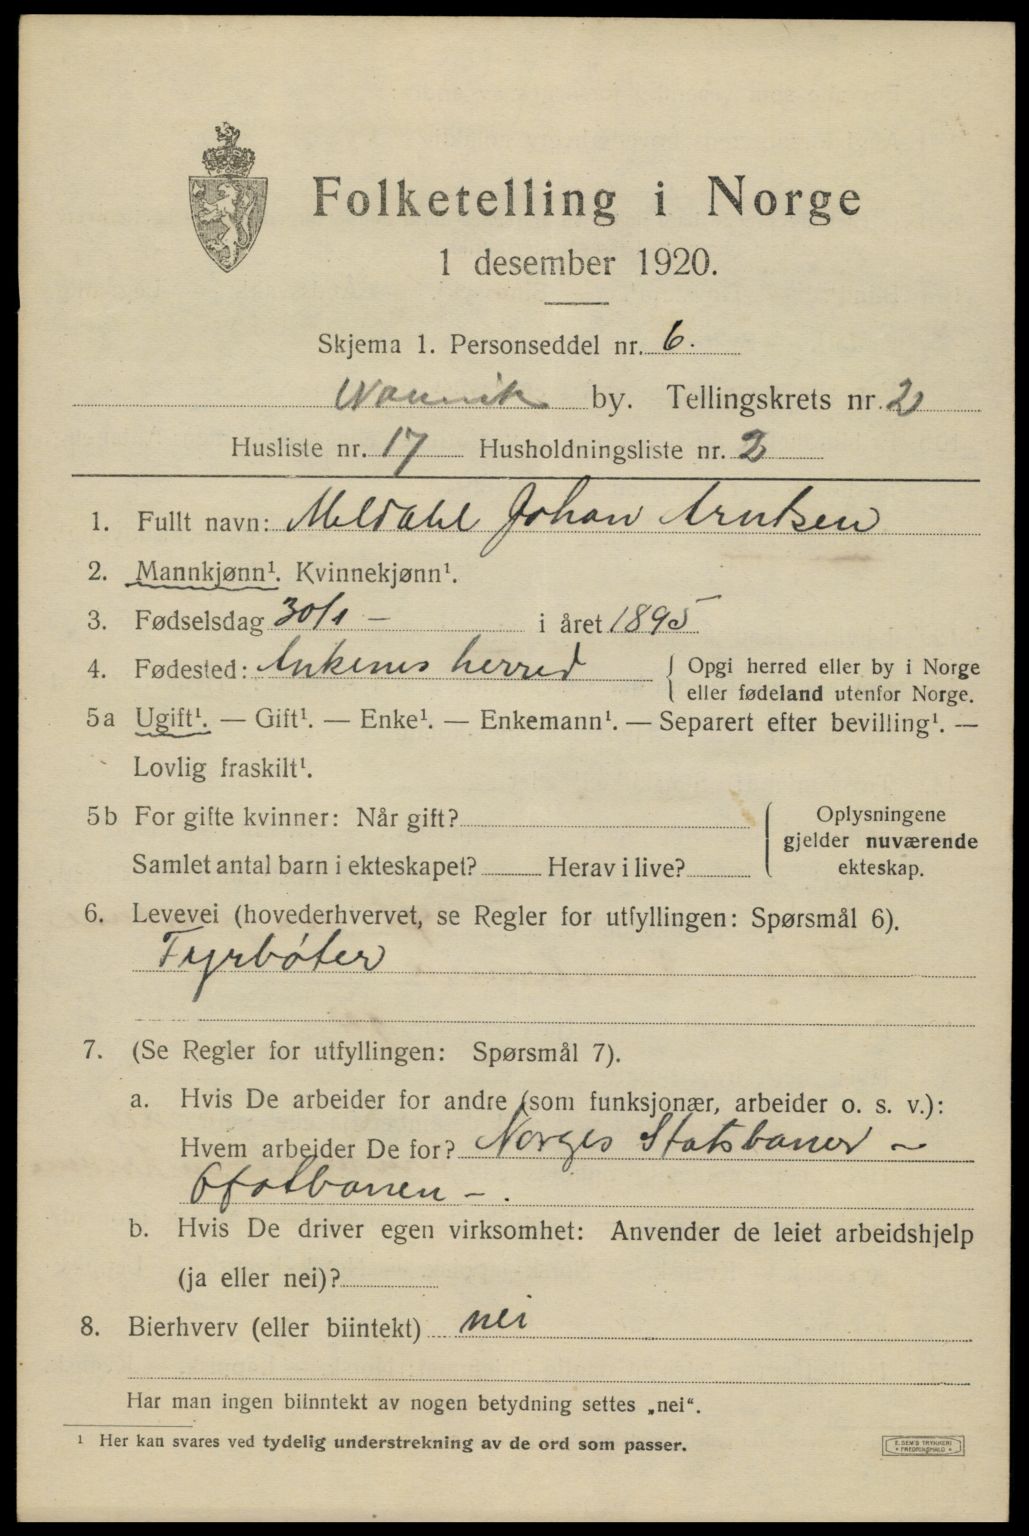 Folketelling i Norge
1 desember 1920.
Skjema 1. Personseddel nr. 6.
Narvik by. Tellingskrets nr. 2
Husliste nr. 17 Husholdningsliste nr. 2
1. Fullt navn: Meldahl Johan Arntsen
2. Mannkjønn¹. Kvinnekjønn¹.
3. Fødselsdag 30/1 – i året 1895
4. Fødested: Ankenes herred { Opgi herred eller by i Norge
eller fødeland utenfor Norge.
5a Ugift¹. — Gift¹. — Enke¹. — Enkemann¹. — Separert efter bevilling¹. —
Lovlig fraskilt¹.
5b For gifte kvinner: Når gift?
Samlet antal barn i ekteskapet? Herav i live?
Oplysningene
gjelder nuværende
ekteskap.
6. Levevei (hovederhvervet, se Regler for utfyllingen: Spørsmål 6).
Fyrbøter
7. (Se Regler for utfyllingen: Spørsmål 7).
a. Hvis De arbeider for andre (som funksjonær, arbeider o. s. v.):
Hvem arbeider De for? Norges Statsbaner –
Ofotbanen – .
b. Hvis De driver egen virksomhet: Anvender de leiet arbeidshjelp
(ja eller nei)?
8. Bierhverv (eller biintekt) nei
Har man ingen biinntekt av nogen betydning settes „nei“.
¹ Her kan svares ved tydelig understrekning av de ord som passer.
E. SEM'S TRYKKERI
• FREDRIKSHALD •